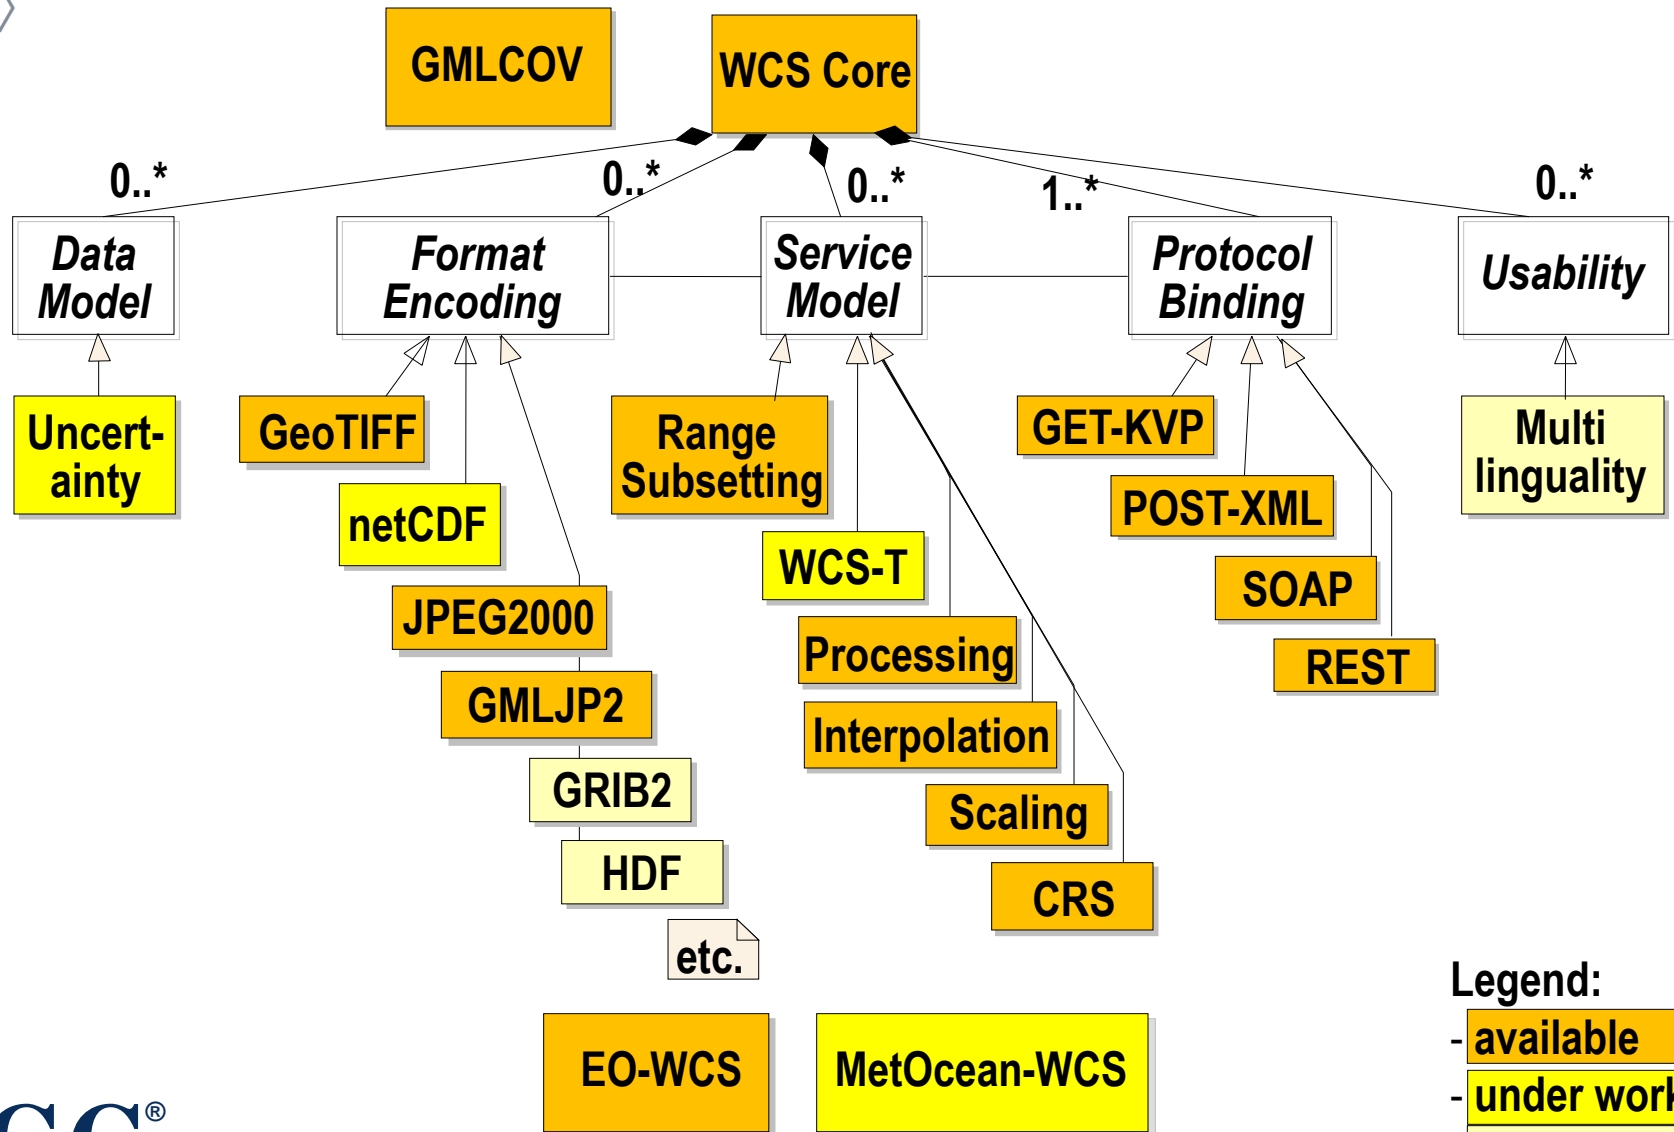 GMLCOV
WCS Core
0..*
0..*
0..*
1..*
0..*
Data
Model
Format
Encoding
Service
Model
Protocol
Binding
Usability
Uncert-
ainty
GeoTIFF
netCDF
JPEG2000
GMLJP2
GRIB2
HDF
etc.
Range
Subsetting
WCS-T
Processing
Interpolation
Scaling
CRS
GET-KVP
POST-XML
SOAP
REST
Multi
linguality
EO-WCS
MetOcean-WCS
Legend:
- available
- under work
®